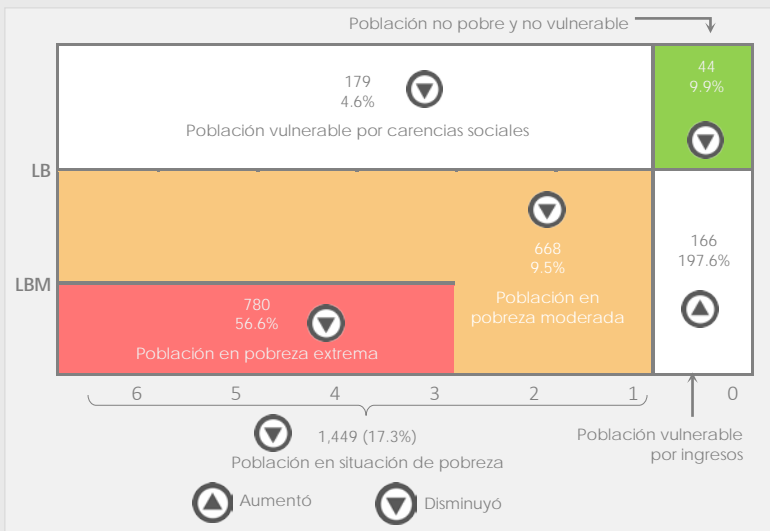 Población no pobre y no vulnerable
179
4.6%
Población vulnerable por carencias sociales
44
9.9%
LB
668
9.5%
Población en
pobreza moderada
166
197.6%
LBM
780
56.6%
Población en pobreza extrema
6 5 4 3 2 1 0
1,449 (17.3%)
Población en situación de pobreza
Población vulnerable
por ingresos
Aumentó
Disminuyó